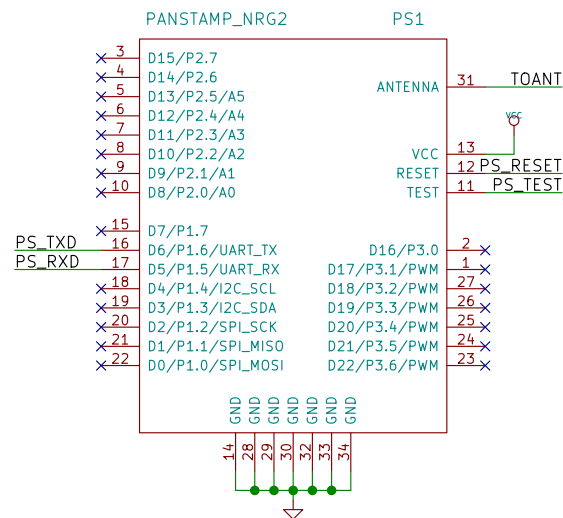 PANSTAMP_NRG2 PS1
3 D15/P2.7
4 D14/P2.6
5 D13/P2.5/A5
6 D12/P2.4/A4
7 D11/P2.3/A3
8 D10/P2.2/A2
9 D9/P2.1/A1
10 D8/P2.0/A0
15 D7/P1.7
PS_TXD 16 D6/P1.6/UART_TX
PS_RXD 17 D5/P1.5/UART_RX
18 D4/P1.4/I2C_SCL
19 D3/P1.3/I2C_SDA
20 D2/P1.2/SPI_SCK
21 D1/P1.1/SPI_MISO
22 D0/P1.0/SPI_MOSI
ANTENNA 31 TOANT
VCC
VCC 13
RESET 12 PS_RESET
TEST 11 PS_TEST
D16/P3.0 2
D17/P3.1/PWM 1
D18/P3.2/PWM 27
D19/P3.3/PWM 26
D20/P3.4/PWM 25
D21/P3.5/PWM 24
D22/P3.6/PWM 23
GND 14
GND 28
GND 29
GND 30
GND 32
GND 33
GND 34